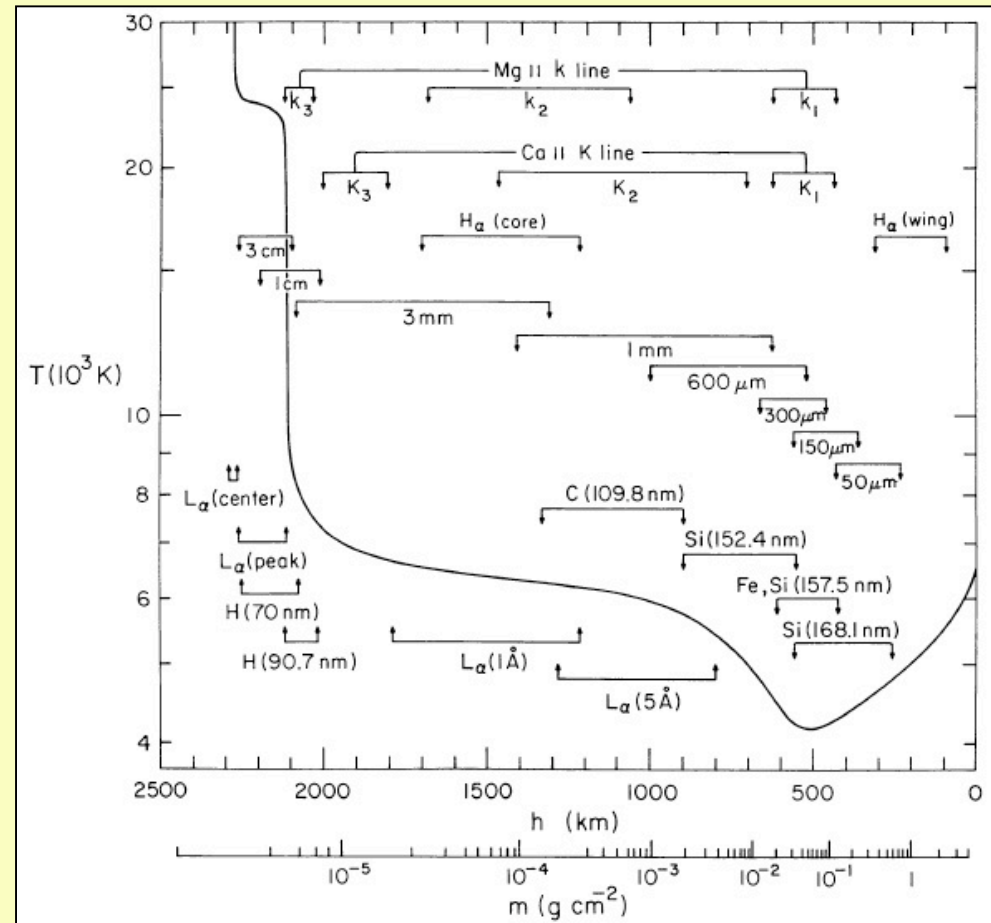 30
Mg II k line
k₃
k₂
k₁
20
Ca II K line
K₃
K₂
K₁
Hα (core)
Hα (wing)
3 cm
1 cm
3 mm
T(10³ K)
1 mm
600 μm
10
300 μm
150 μm
50 μm
8
Lα (center)
C (109.8 nm)
Si (152.4 nm)
Lα (peak)
6
Fe, Si (157.5 nm)
H (70 nm)
Si (168.1 nm)
H (90.7 nm)
Lα (1 Å)
Lα (5 Å)
4
2500 2000 1500 1000 500 0
h (km)
10⁻⁵ 10⁻⁴ 10⁻³ 10⁻² 10⁻¹ 1
m (g cm⁻²)